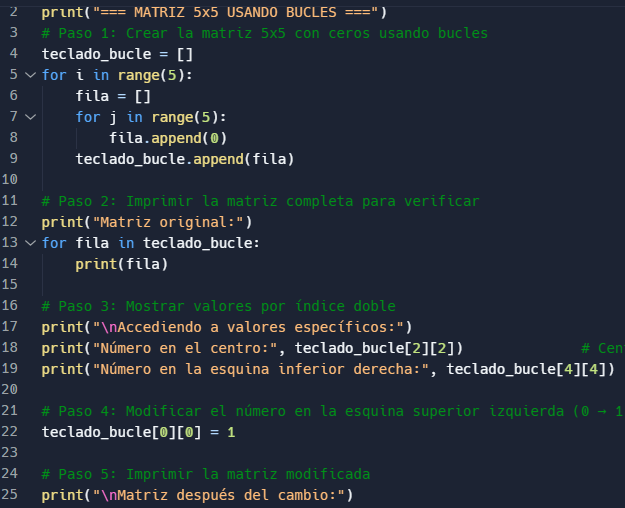 2 print("=== MATRIZ 5x5 USANDO BUCLES ===")
3 # Paso 1: Crear la matriz 5x5 con ceros usando bucles
4 teclado_bucle = []
5 for i in range(5):
6     fila = []
7     for j in range(5):
8         fila.append(0)
9     teclado_bucle.append(fila)
10
11 # Paso 2: Imprimir la matriz completa para verificar
12 print("Matriz original:")
13 for fila in teclado_bucle:
14     print(fila)
15
16 # Paso 3: Mostrar valores por índice doble
17 print("\nAccediendo a valores específicos:")
18 print("Número en el centro:", teclado_bucle[2][2])              # Cen
19 print("Número en la esquina inferior derecha:", teclado_bucle[4][4])
20
21 # Paso 4: Modificar el número en la esquina superior izquierda (0 → 1
22 teclado_bucle[0][0] = 1
23
24 # Paso 5: Imprimir la matriz modificada
25 print("\nMatriz después del cambio:")